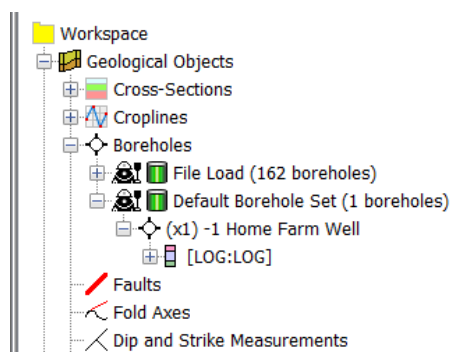 Workspace
Geological Objects
Cross-Sections
Croplines
Boreholes
File Load (162 boreholes)
Default Borehole Set (1 boreholes)
(x1) -1 Home Farm Well
[LOG:LOG]
Faults
Fold Axes
Dip and Strike Measurements